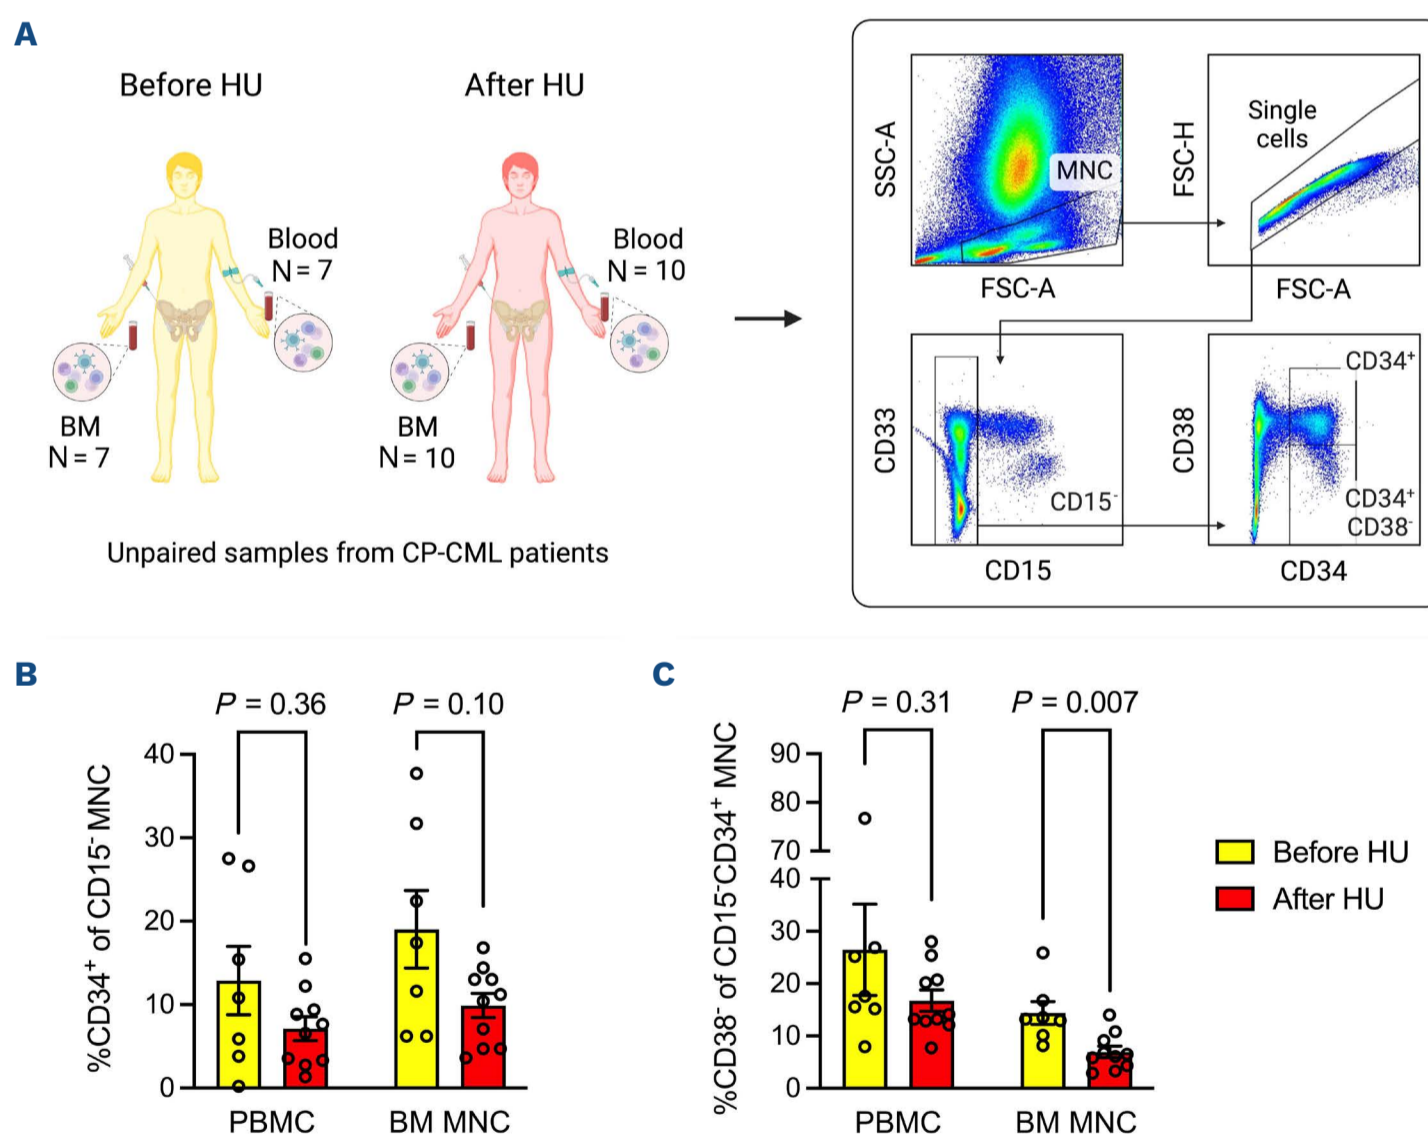 A
Before HU
After HU
Blood
N = 7
Blood
N = 10
BM
N = 7
BM
N = 10
Unpaired samples from CP-CML patients
SSC-A
MNC
FSC-A
FSC-H
Single
cells
FSC-A
CD33
CD15⁻
CD15
CD38
CD34⁺
CD34⁺
CD38⁻
CD34
B
P = 0.36
P = 0.10
%CD34⁺ of CD15⁻ MNC
40
30
20
10
0
PBMC
BM MNC
C
P = 0.31
P = 0.007
%CD38⁻ of CD15⁻CD34⁺ MNC
90
80
70
40
30
20
10
0
PBMC
BM MNC
Before HU
After HU